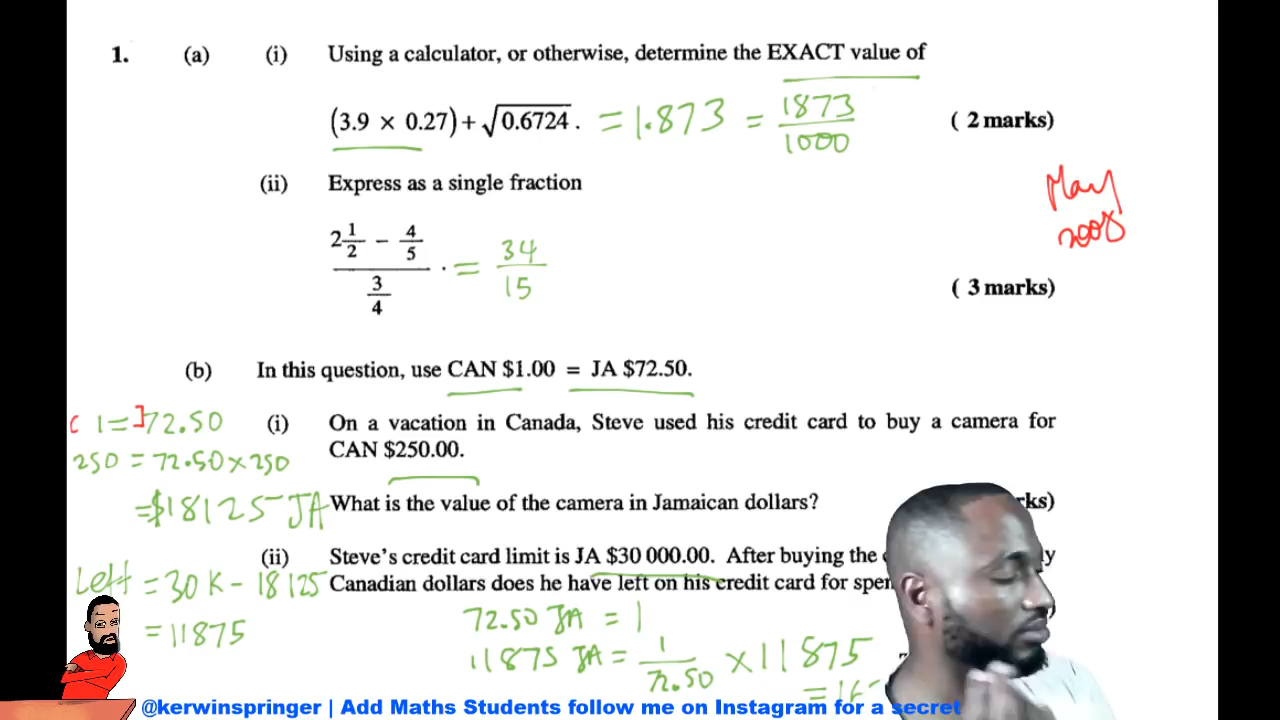 1. (a) (i) Using a calculator, or otherwise, determine the EXACT value of
(3.9 × 0.27) + √0.6724 . = 1.873 = 1873/1000 ( 2 marks)
(ii) Express as a single fraction
May
2008
(2 1/2 − 4/5) / (3/4) . = 34/15
( 3 marks)
(b) In this question, use CAN $1.00 = JA $72.50.
C 1 = J 72.50 (i) On a vacation in Canada, Steve used his credit card to buy a camera for
CAN $250.00.
250 = 72.50 × 250
= $18125 JA What is the value of the camera in Jamaican dollars? ks)
(ii) Steve's credit card limit is JA $30 000.00. After buying the
Left = 30K − 18125 Canadian dollars does he have left on his credit card for
= 11875
72.50 JA = 1
11875 JA = 1/72.50 × 11875
@kerwinspringer | Add Maths Students follow me on Instagram for a secret